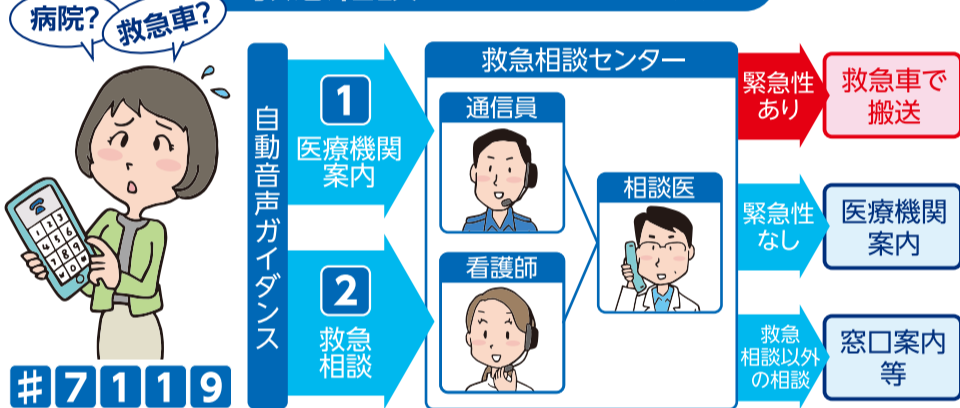 病院?
救急車?
#7119
自動音声ガイダンス
1
医療機関
案内
2
救急
相談
救急相談センター
通信員
看護師
相談医
緊急性
あり
救急車で
搬送
緊急性
なし
医療機関
案内
救急
相談以外
の相談
窓口案内
等